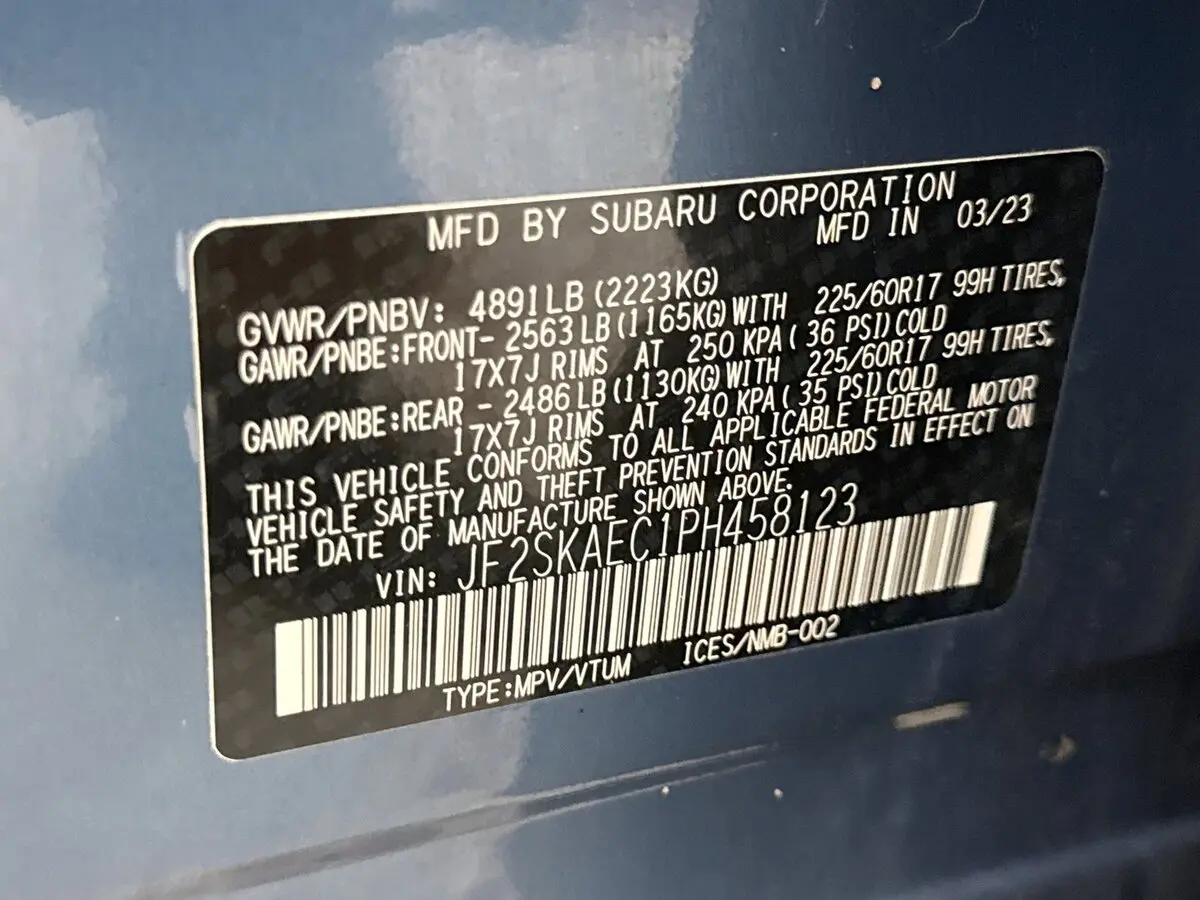 MFD BY SUBARU CORPORATION
MFD IN 03/23
GVWR/PNBV: 4891LB (2223KG)
GAWR/PNBE:FRONT- 2563LB(1165KG)WITH 225/60R17 99H TIRES,
17X7J RIMS AT 250 KPA( 36 PSI)COLD
GAWR/PNBE:REAR - 2486LB(1130KG)WITH 225/60R17 99H TIRES,
17X7J RIMS AT 240 KPA( 35 PSI)COLD
THIS VEHICLE CONFORMS TO ALL APPLICABLE FEDERAL MOTOR
VEHICLE SAFETY AND THEFT PREVENTION STANDARDS IN EFFECT ON
THE DATE OF MANUFACTURE SHOWN ABOVE.
VIN: JF2SKAEC1PH458123
TYPE:MPV/VTUM ICES/NMB-002